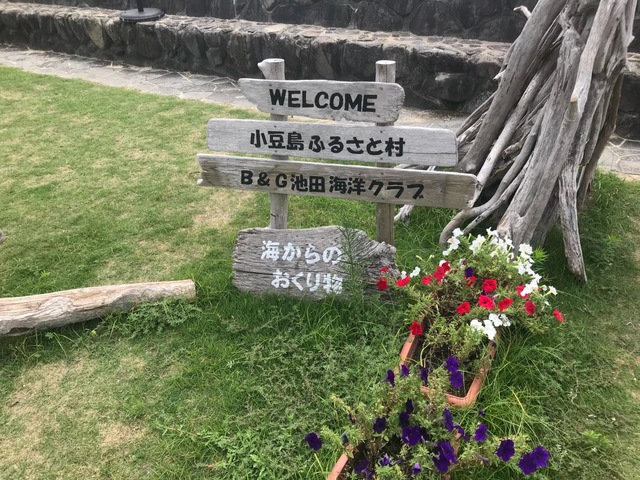 WELCOME
小豆島ふるさと村
B&G池田海洋クラブ
海からの
おくり物